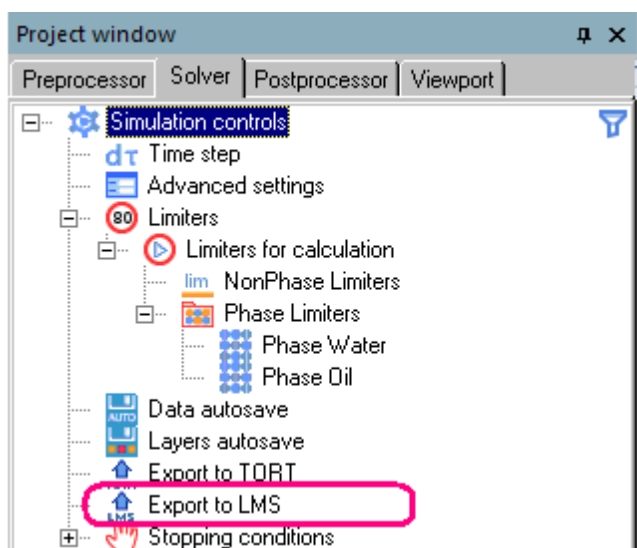 Project window
Preprocessor Solver Postprocessor Viewport
Simulation controls
dτ Time step
Advanced settings
80 Limiters
Limiters for calculation
lim NonPhase Limiters
Phase Limiters
Phase Water
Phase Oil
AUTO Data autosave
Layers autosave
Export to TORT
LMS Export to LMS
Stopping conditions